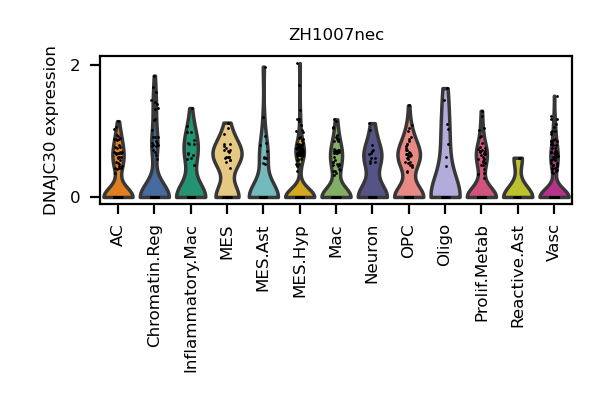 ZH1007nec
DNAJC30 expression
2
0
AC
Chromatin.Reg
Inflammatory.Mac
MES
MES.Ast
MES.Hyp
Mac
Neuron
OPC
Oligo
Prolif.Metab
Reactive.Ast
Vasc